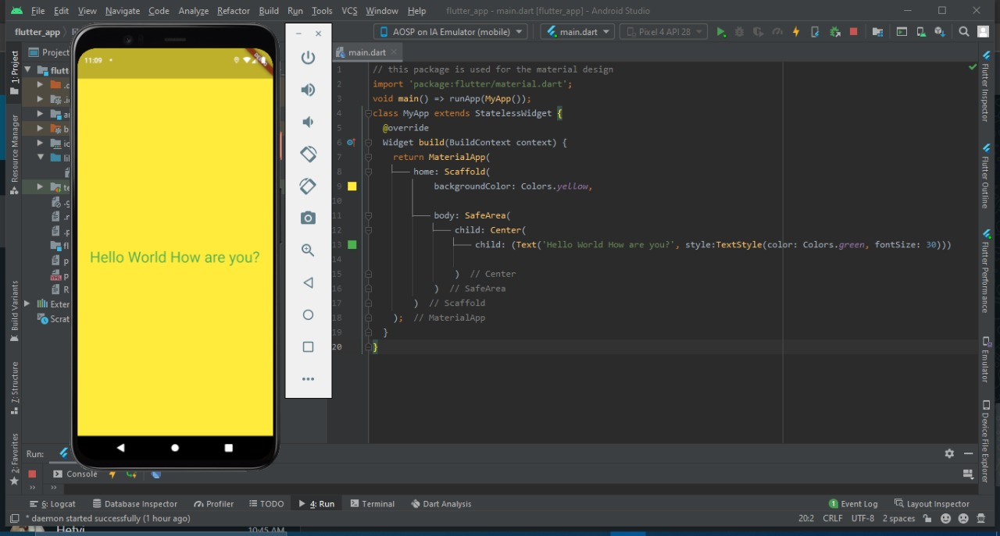 File Edit View Navigate Code Analyze Refactor Build Run Tools VCS Window Help flutter_app - main.dart [flutter_app] - Android Studio
flutter_app
AOSP on IA Emulator (mobile) main.dart Pixel 4 API 28
1: Project
Resource Manager
Build Variants
7: Structure
2: Favorites
Project
flutt
Exter
Scrat
11:09
Hello World How are you?
main.dart
1 // this package is used for the material design
2 import 'package:flutter/material.dart';
3 void main() => runApp(MyApp());
4 class MyApp extends StatelessWidget {
5 @override
6 Widget build(BuildContext context) {
7 return MaterialApp(
8 home: Scaffold(
9 backgroundColor: Colors.yellow,
10
11 body: SafeArea(
12 child: Center(
13 child: (Text('Hello World How are you?', style:TextStyle(color: Colors.green, fontSize: 30)))
14
15 ) // Center
16 ) // SafeArea
17 ) // Scaffold
18 ); // MaterialApp
19 }
20 }
Flutter Inspector
Flutter Outline
Flutter Performance
Emulator
Device File Explorer
Run:
Console
6: Logcat Database Inspector Profiler TODO 4: Run Terminal Dart Analysis 1 Event Log Layout Inspector
* daemon started successfully (1 hour ago) 20:2 CRLF UTF-8 2 spaces
Hetvi 10:45 AM